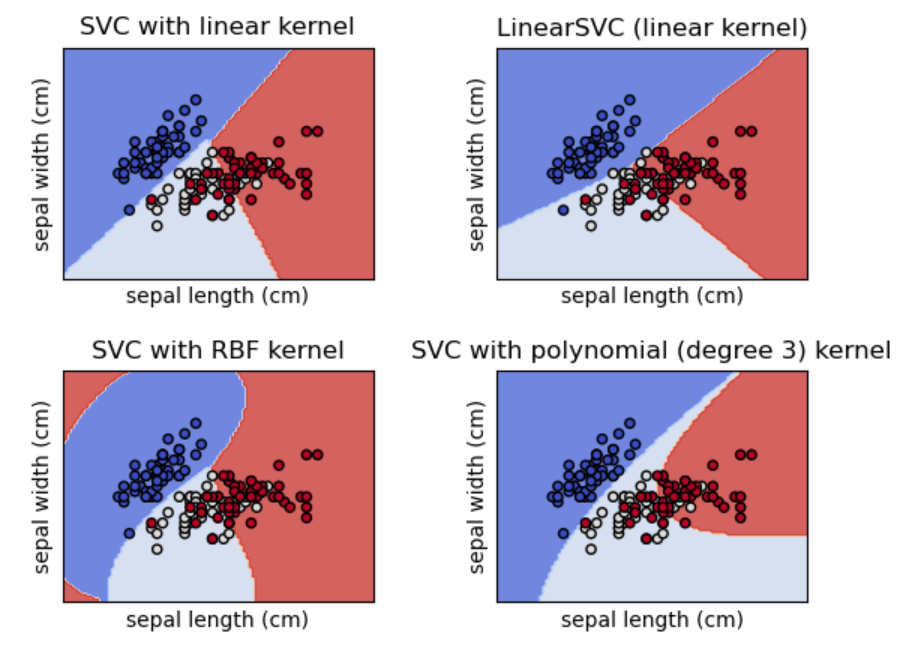 SVC with linear kernel
LinearSVC (linear kernel)
sepal width (cm)
sepal width (cm)
sepal length (cm)
sepal length (cm)
SVC with RBF kernel
SVC with polynomial (degree 3) kernel
sepal width (cm)
sepal width (cm)
sepal length (cm)
sepal length (cm)